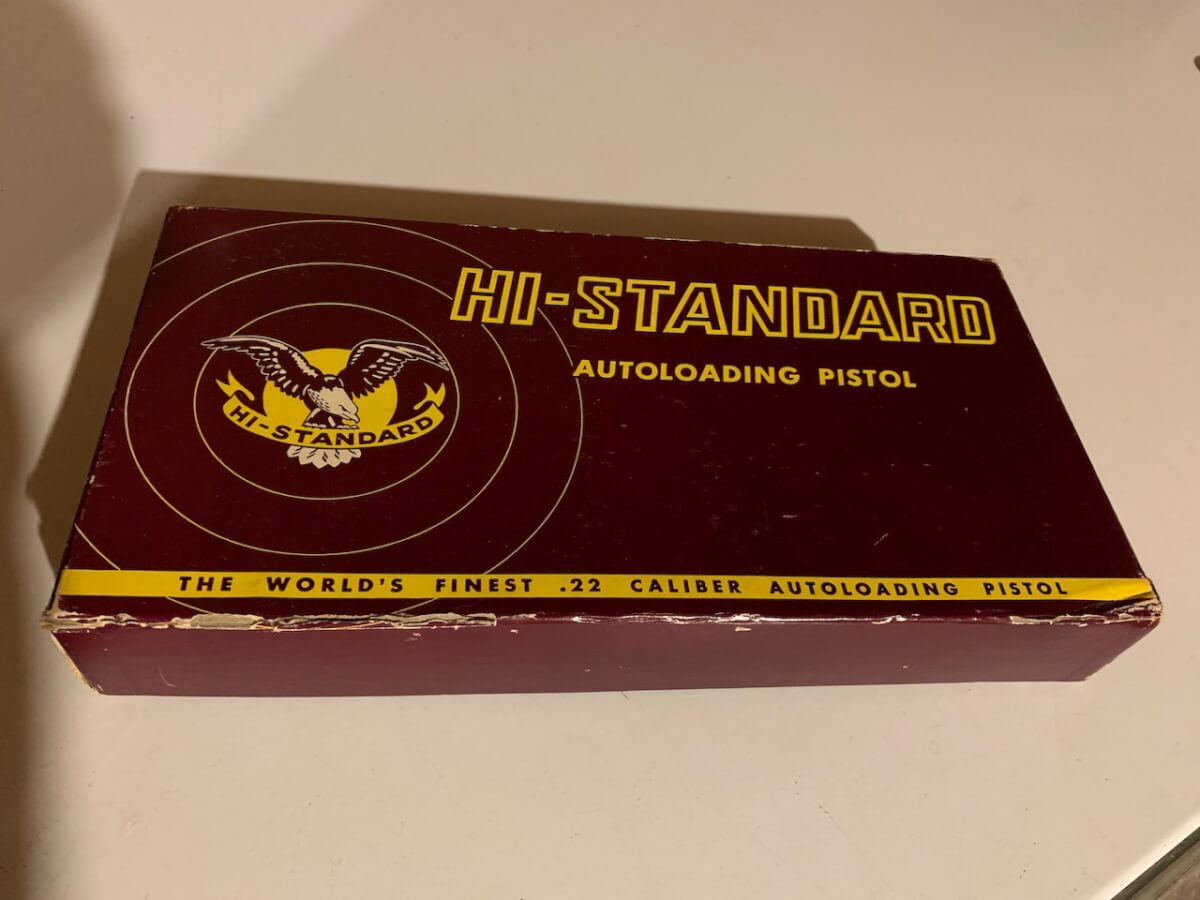 HI-STANDARD
AUTOLOADING PISTOL
HI-STANDARD
THE WORLD'S FINEST .22 CALIBER AUTOLOADING PISTOL